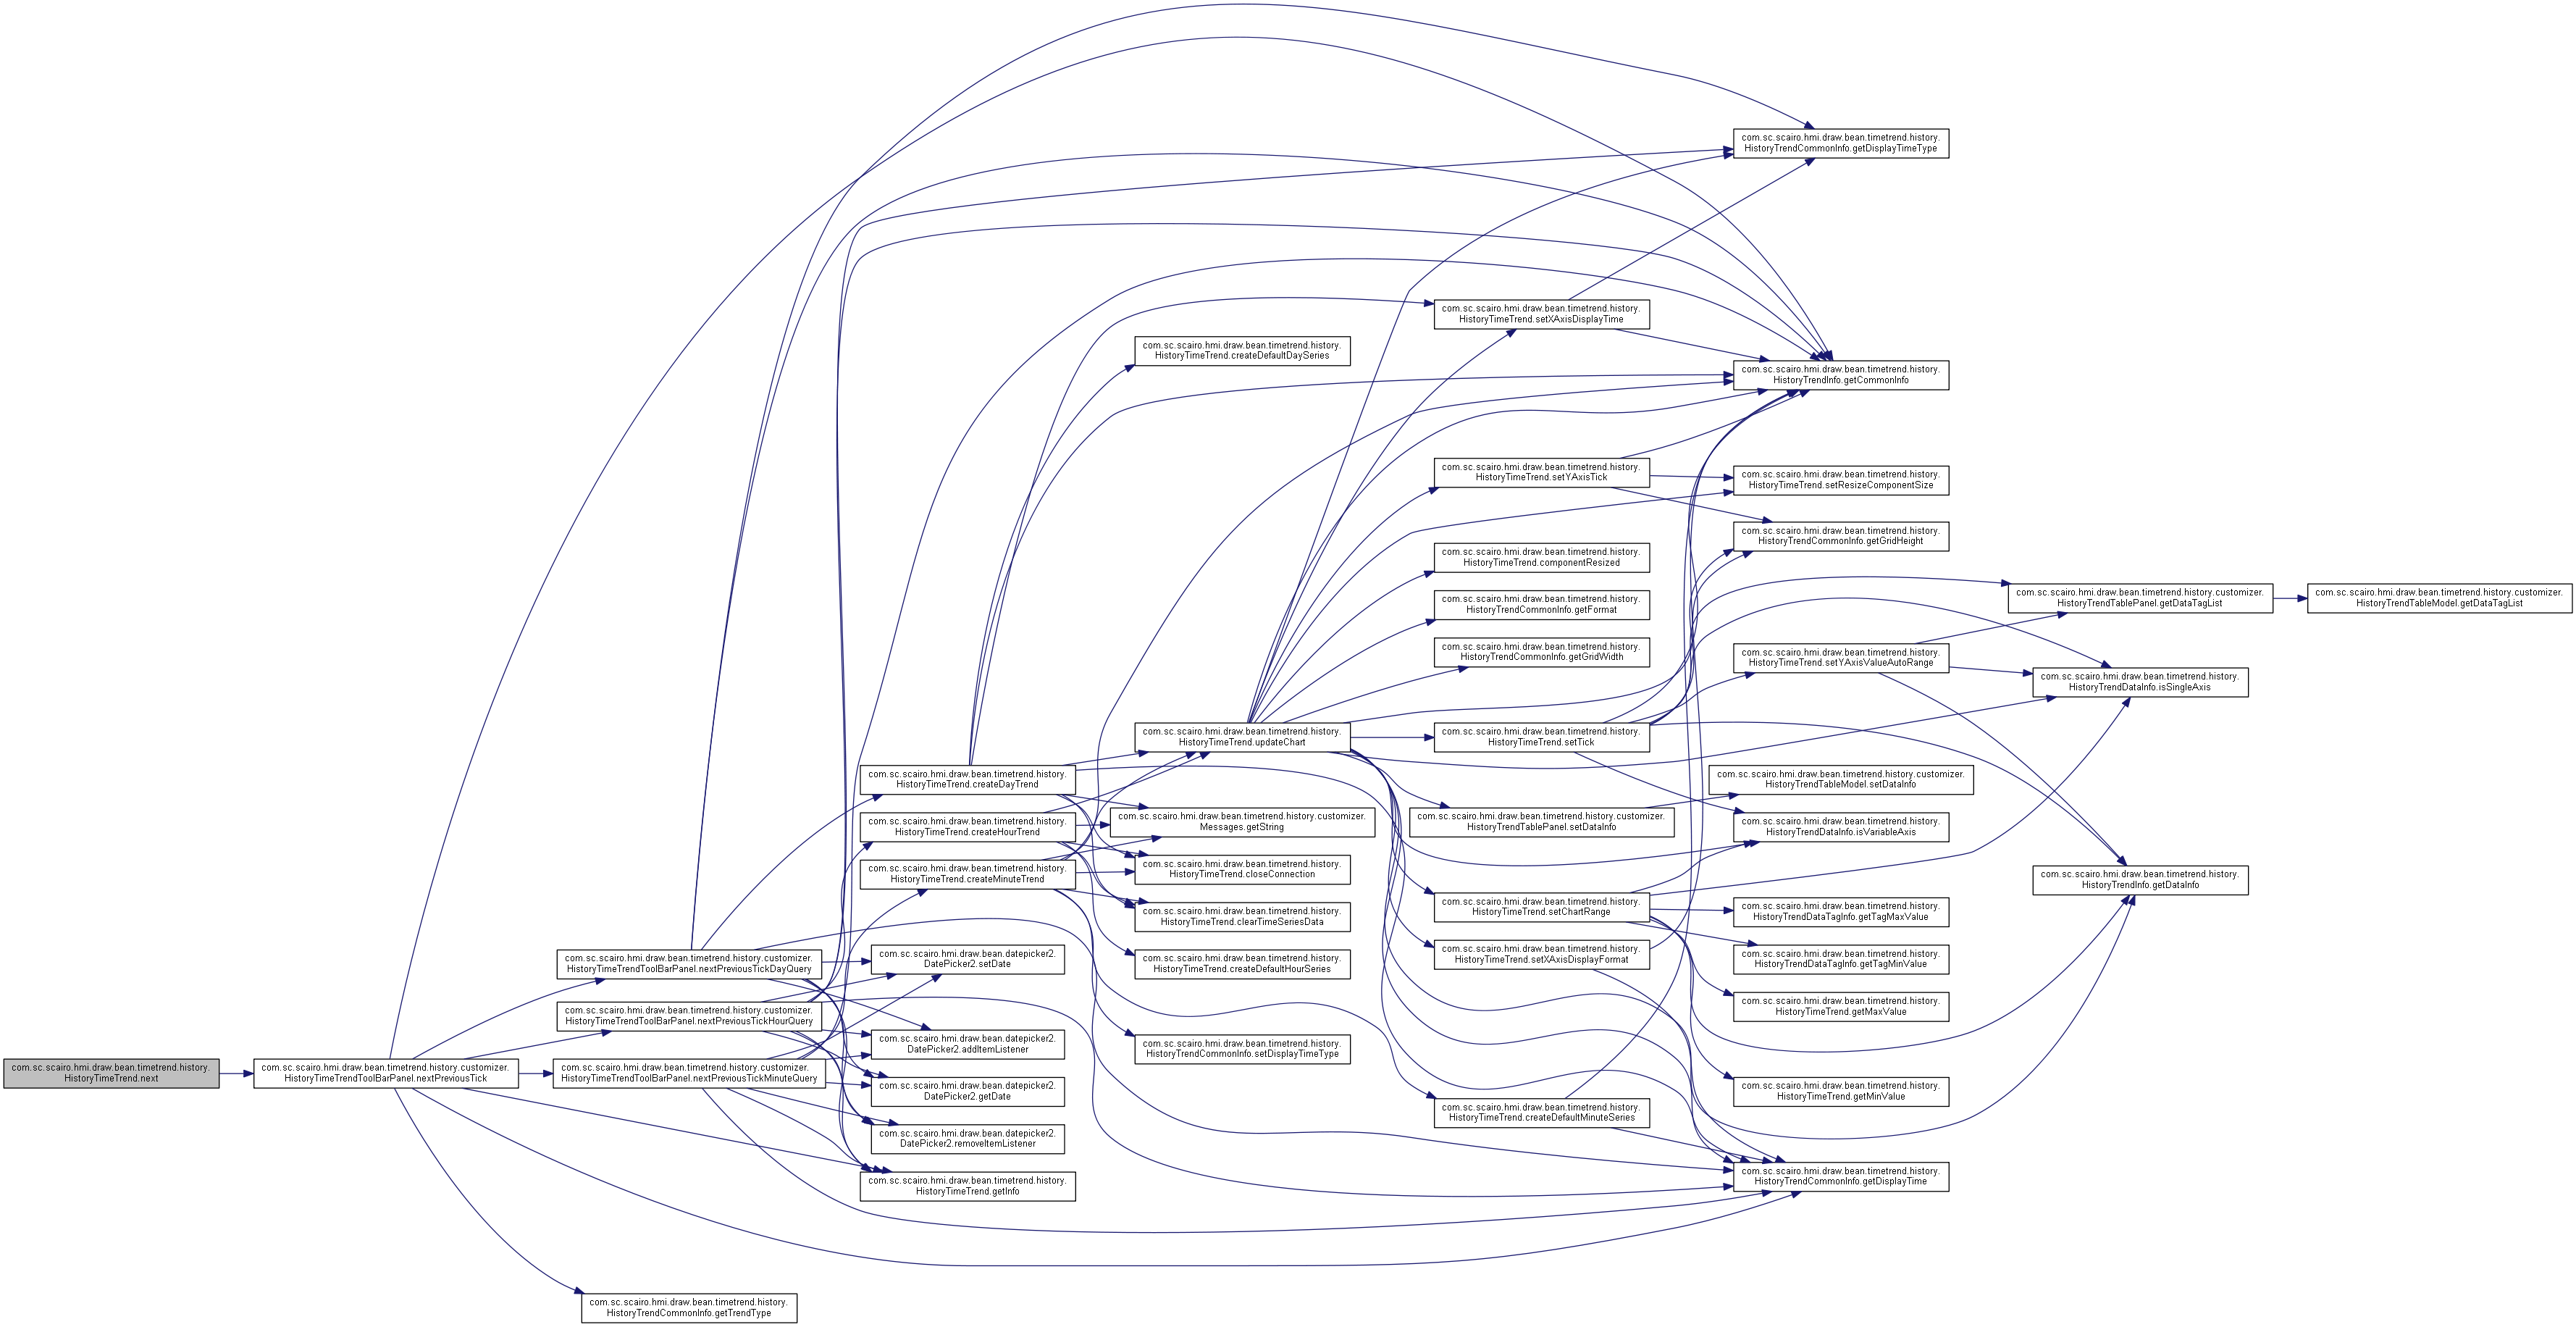 com.sc.scairo.hmi.draw.bean.timetrend.history.
HistoryTimeTrend.next
com.sc.scairo.hmi.draw.bean.timetrend.history.customizer.
HistoryTimeTrendToolBarPanel.nextPreviousTick
com.sc.scairo.hmi.draw.bean.timetrend.history.customizer.
HistoryTimeTrendToolBarPanel.nextPreviousTickDayQuery
com.sc.scairo.hmi.draw.bean.timetrend.history.customizer.
HistoryTimeTrendToolBarPanel.nextPreviousTickHourQuery
com.sc.scairo.hmi.draw.bean.timetrend.history.customizer.
HistoryTimeTrendToolBarPanel.nextPreviousTickMinuteQuery
com.sc.scairo.hmi.draw.bean.timetrend.history.
HistoryTrendCommonInfo.getTrendType
com.sc.scairo.hmi.draw.bean.timetrend.history.
HistoryTimeTrend.createDayTrend
com.sc.scairo.hmi.draw.bean.timetrend.history.
HistoryTimeTrend.createHourTrend
com.sc.scairo.hmi.draw.bean.timetrend.history.
HistoryTimeTrend.createMinuteTrend
com.sc.scairo.hmi.draw.bean.datepicker2.
DatePicker2.setDate
com.sc.scairo.hmi.draw.bean.datepicker2.
DatePicker2.addItemListener
com.sc.scairo.hmi.draw.bean.datepicker2.
DatePicker2.getDate
com.sc.scairo.hmi.draw.bean.datepicker2.
DatePicker2.removeItemListener
com.sc.scairo.hmi.draw.bean.timetrend.history.
HistoryTimeTrend.getInfo
com.sc.scairo.hmi.draw.bean.timetrend.history.
HistoryTimeTrend.createDefaultDaySeries
com.sc.scairo.hmi.draw.bean.timetrend.history.
HistoryTimeTrend.updateChart
com.sc.scairo.hmi.draw.bean.timetrend.history.customizer.
Messages.getString
com.sc.scairo.hmi.draw.bean.timetrend.history.
HistoryTimeTrend.closeConnection
com.sc.scairo.hmi.draw.bean.timetrend.history.
HistoryTimeTrend.clearTimeSeriesData
com.sc.scairo.hmi.draw.bean.timetrend.history.
HistoryTimeTrend.createDefaultHourSeries
com.sc.scairo.hmi.draw.bean.timetrend.history.
HistoryTrendCommonInfo.setDisplayTimeType
com.sc.scairo.hmi.draw.bean.timetrend.history.
HistoryTimeTrend.setXAxisDisplayTime
com.sc.scairo.hmi.draw.bean.timetrend.history.
HistoryTimeTrend.setYAxisTick
com.sc.scairo.hmi.draw.bean.timetrend.history.
HistoryTimeTrend.componentResized
com.sc.scairo.hmi.draw.bean.timetrend.history.
HistoryTrendCommonInfo.getFormat
com.sc.scairo.hmi.draw.bean.timetrend.history.
HistoryTrendCommonInfo.getGridWidth
com.sc.scairo.hmi.draw.bean.timetrend.history.
HistoryTimeTrend.setTick
com.sc.scairo.hmi.draw.bean.timetrend.history.customizer.
HistoryTrendTablePanel.setDataInfo
com.sc.scairo.hmi.draw.bean.timetrend.history.
HistoryTimeTrend.setChartRange
com.sc.scairo.hmi.draw.bean.timetrend.history.
HistoryTimeTrend.setXAxisDisplayFormat
com.sc.scairo.hmi.draw.bean.timetrend.history.
HistoryTimeTrend.createDefaultMinuteSeries
com.sc.scairo.hmi.draw.bean.timetrend.history.
HistoryTrendCommonInfo.getDisplayTimeType
com.sc.scairo.hmi.draw.bean.timetrend.history.
HistoryTrendInfo.getCommonInfo
com.sc.scairo.hmi.draw.bean.timetrend.history.
HistoryTimeTrend.setResizeComponentSize
com.sc.scairo.hmi.draw.bean.timetrend.history.
HistoryTrendCommonInfo.getGridHeight
com.sc.scairo.hmi.draw.bean.timetrend.history.
HistoryTimeTrend.setYAxisValueAutoRange
com.sc.scairo.hmi.draw.bean.timetrend.history.customizer.
HistoryTrendTableModel.setDataInfo
com.sc.scairo.hmi.draw.bean.timetrend.history.
HistoryTrendDataInfo.isVariableAxis
com.sc.scairo.hmi.draw.bean.timetrend.history.
HistoryTrendDataTagInfo.getTagMaxValue
com.sc.scairo.hmi.draw.bean.timetrend.history.
HistoryTrendDataTagInfo.getTagMinValue
com.sc.scairo.hmi.draw.bean.timetrend.history.
HistoryTimeTrend.getMaxValue
com.sc.scairo.hmi.draw.bean.timetrend.history.
HistoryTimeTrend.getMinValue
com.sc.scairo.hmi.draw.bean.timetrend.history.
HistoryTrendCommonInfo.getDisplayTime
com.sc.scairo.hmi.draw.bean.timetrend.history.customizer.
HistoryTrendTablePanel.getDataTagList
com.sc.scairo.hmi.draw.bean.timetrend.history.
HistoryTrendDataInfo.isSingleAxis
com.sc.scairo.hmi.draw.bean.timetrend.history.
HistoryTrendInfo.getDataInfo
com.sc.scairo.hmi.draw.bean.timetrend.history.customizer.
HistoryTrendTableModel.getDataTagList